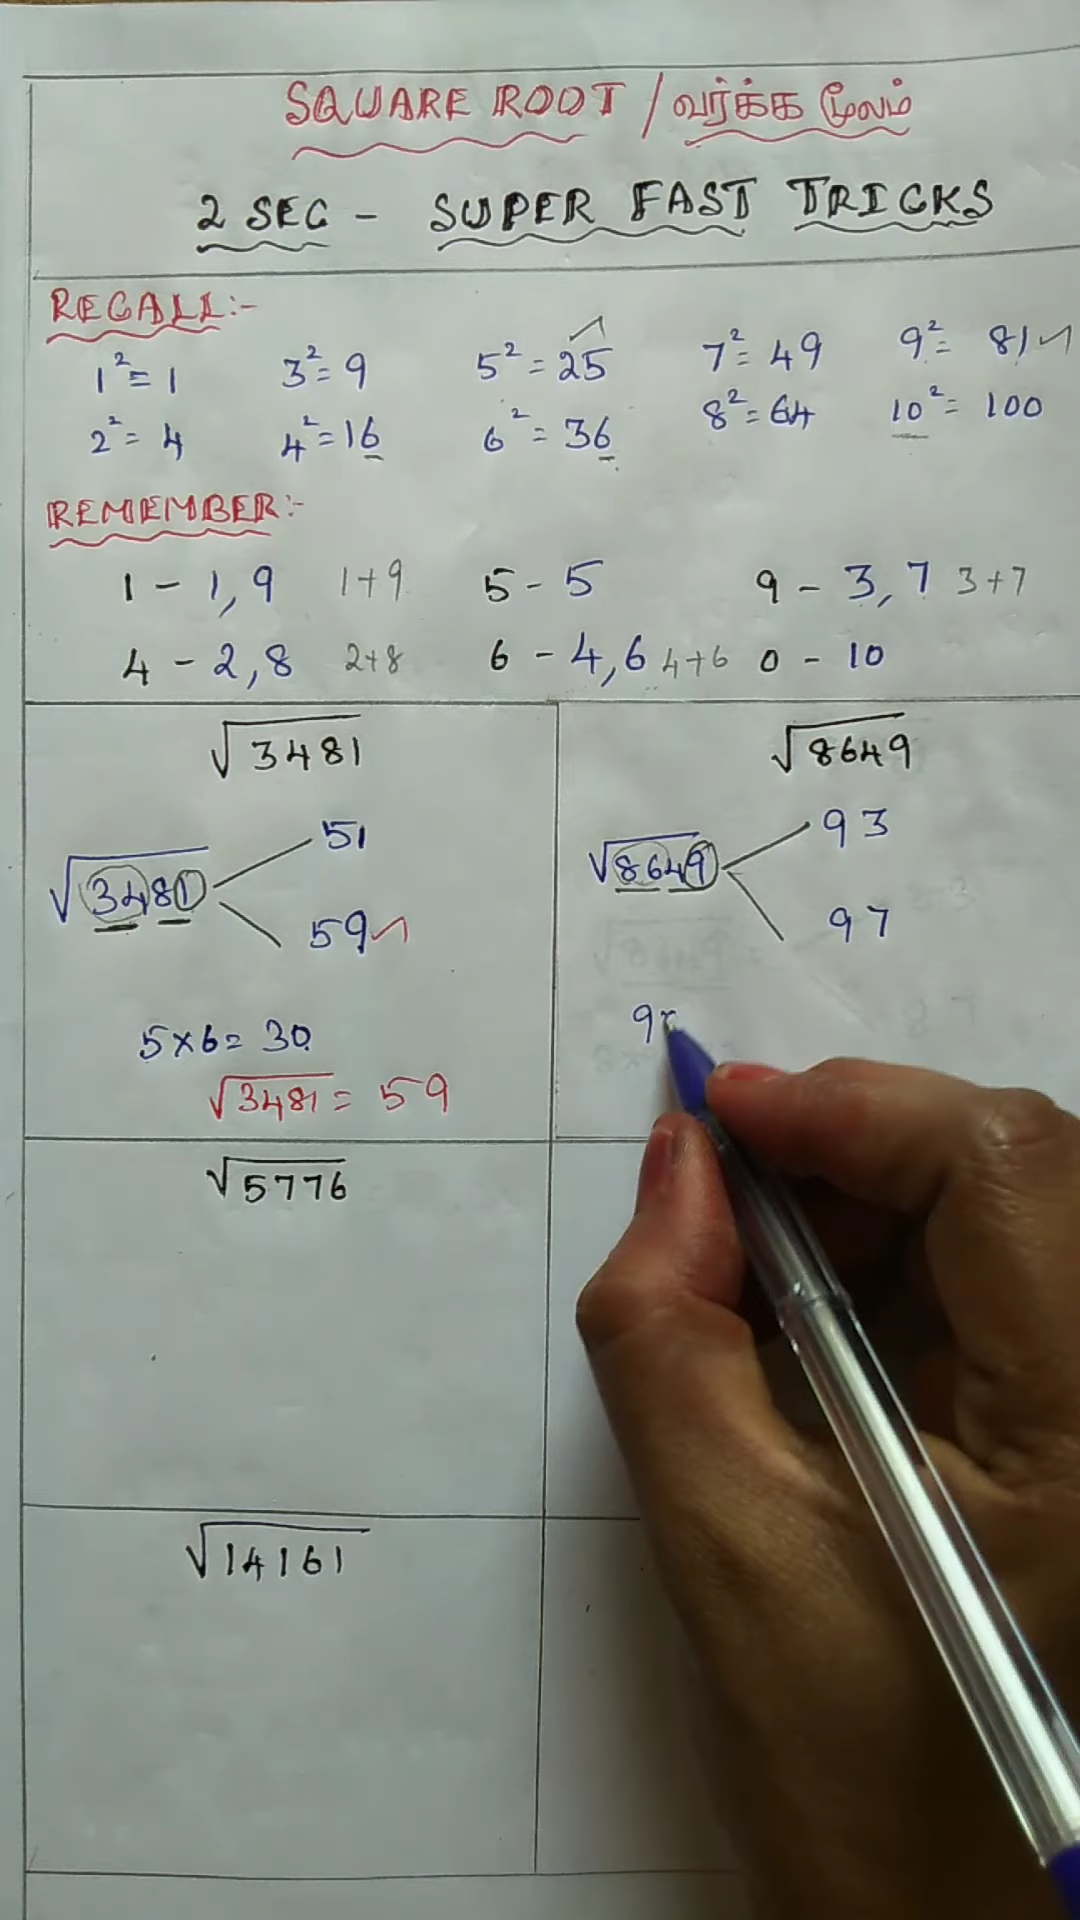 SQUARE ROOT / வர்க்க மூலம்
2 SEC - SUPER FAST TRICKS
RECALL:-
1² = 1 3² = 9 5² = 25 7² = 49 9² = 81
2² = 4 4² = 16 6² = 36 8² = 64 10² = 100
REMEMBER:-
1 - 1, 9 1+9 5 - 5 9 - 3, 7 3+7
4 - 2, 8 2+8 6 - 4, 6 4+6 0 - 10
√3481
51
√3481
59
5×6= 30
√3481 = 59
√8649
93
√8649
97
9×
√5776
√14161